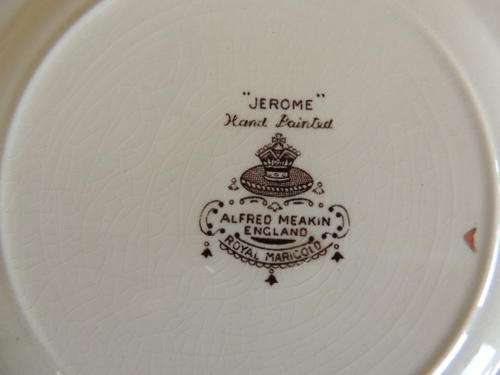 "JEROME"
Hand Painted
ALFRED MEAKIN
ENGLAND
ROYAL MARIGOLD